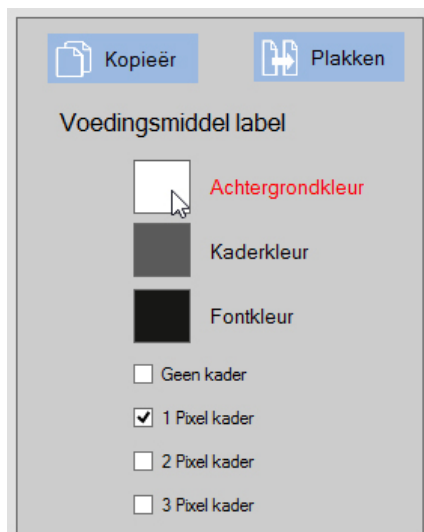 Kopieër
Plakken
Voedingsmiddel label
Achtergrondkleur
Kaderkleur
Fontkleur
Geen kader
1 Pixel kader
2 Pixel kader
3 Pixel kader